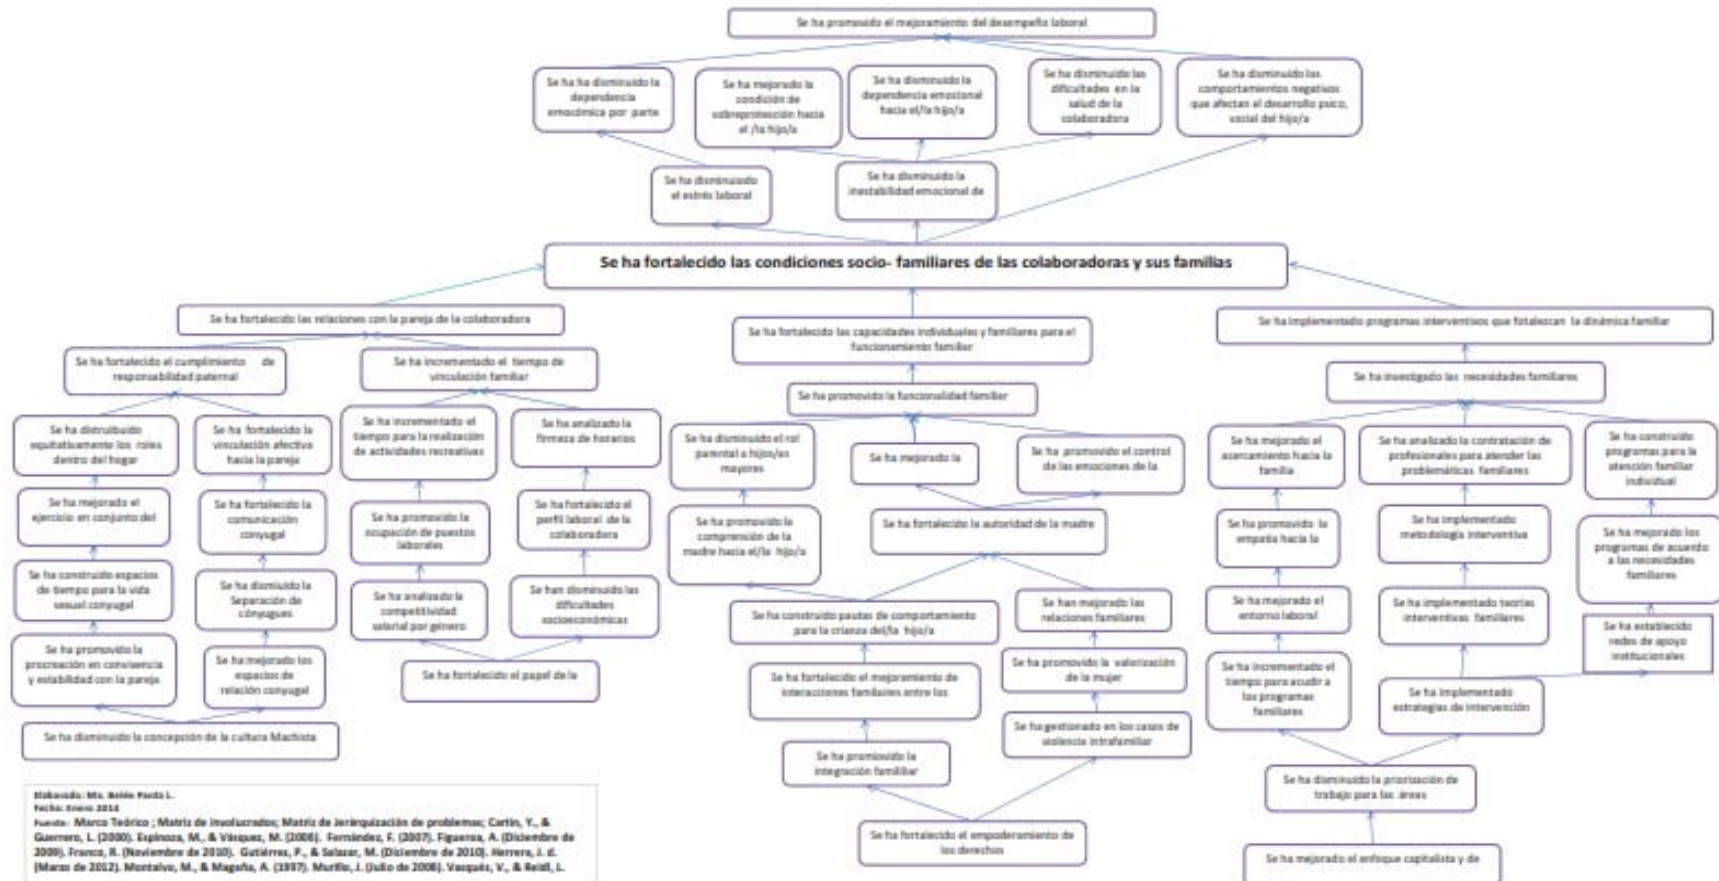 Se ha promovido el mejoramiento del desempeño laboral
Se ha ha disminuido la
dependencia
emocómica por parte
Se ha mejorado la
condición de
sobreprotección hacia
el /la hijo/a
Se ha disminuido la
dependencia emocional
hacia el/la hijo/a
Se ha disminuido las
dificultades en la
salud de la
colaboradora
Se ha disminuido los
comportamientos negativos
que afectan el desarrollo psico,
social del hijo/a
Se ha disminuiodo
el estrés laboral
Se ha disminuido la
inestabilidad emocional de
Se ha fortalecido las condiciones socio- familiares de las colaboradoras y sus familias
Se ha fortalecido las relaciones con la pareja de la colaboradora
Se ha fortalecido las capacidades individuales y familiares para el
funcionamiento familiar
Se ha implementado programas interventisos que fotalezcan la dinámica familiar
Se ha fortalecido el cumplimiento de
responsabilidad paternal
Se ha incrementado el tiempo de
vinculación familiar
Se ha promovido la funcionalidad familiar
Se ha investigado las necesidades familiares
Se ha distruibuido
equitativamente los roles
dentro del hogar
Se ha fortalecido la
vinculación afectiva
hacia la pareja
Se ha incrementado el
tiempo para la realización
de actividades recreativas
Se ha analizado la
firmeza de horarios
Se ha disminuido el rol
parental a hijos/as
mayores
Se ha mejorado la
Se ha promovido el control
de las emociones de la
Se ha mejorado el
asercamiento hacia la
familia
Se ha analizado la contratación de
profesionales para atender las
problemáticas familiares
Se ha construido
programas para la
atención familiar
individual
Se ha mejorado el
ejercicio en conjunto del
Se ha fortalecido la
comunicación
conyugal
Se ha promovido la
ocupación de puestos
laborales
Se ha fortalecido el
perfil laboral de la
colaboradora
Se ha promovido la
comprensión de la
madre hacia el/la hijo/a
Se ha fortalecido la autoridad de la madre
Se ha promovido la
empatía hacia la
Se ha implementado
metodología interventiva
Se ha mejorado los
programas de acuerdo
a las necesidades
familiares
Se ha construido espacios
de tiempo para la vida
sexual conyugal
Se ha dismiuido la
Separación de
cónyugues
Se ha analizado la
competitividad
salarial por género
Se han disminuido las
dificultades
socioeconómicas
Se ha construido pautas de comportamiento
para la crianza del/la hijo/a
Se han mejorado las
relaciones familiares
Se ha mejorado el
entorno laboral
Se ha implementado teorías
interventivas familiares
Se ha establecido
redes de apoyo
institucionales
Se ha promovido la
procreación en convivencia
y estabilidad con la pareja
Se ha mejorado los
espacios de
relación conyugal
Se ha fortalecido el papel de la
Se ha fortalecido el mejoramiento de
interacciones familaires entre los
Se ha promovido la valorización
de la mujer
Se ha incrementado el
tiempo para acudir a
los programas
familiares
Se ha implementado
estrategias de intervención
Se ha disminuido la concepción de la cultura Machista
Se ha promiovido la
integración famililiar
Se ha gestionado en los casos de
violencia intrafamiliar
Se ha disminuido la priorización de
trabajo para las áreas
Se ha fortalecido el empoderamiento de
los derechos
Se ha mejorado el enfoque capitalista y de
Elaborado: Ma. Belén L.
Fecha: Enero 2014
Fuente: Marco Teórico ; Matriz de involucrados; Matriz de Jerárquización de problemas; Cartín, Y., &
Guerrero, L. (2000). Espinoza, M., & Vásquez, M. (2006). Fernández, F. (2007). Figueroa, A. (Diciembre de
2009). Franco, R. (Noviembre de 2010). Gutiérrez, P., & Salazar, M. (Diciembre de 2010). Herrera, J. d.
(Marzo de 2012). Montalvo, M., & Magaña, A. (1997). Murillo, J. (Julio de 2006). Vasqués, V., & Reidl, L.